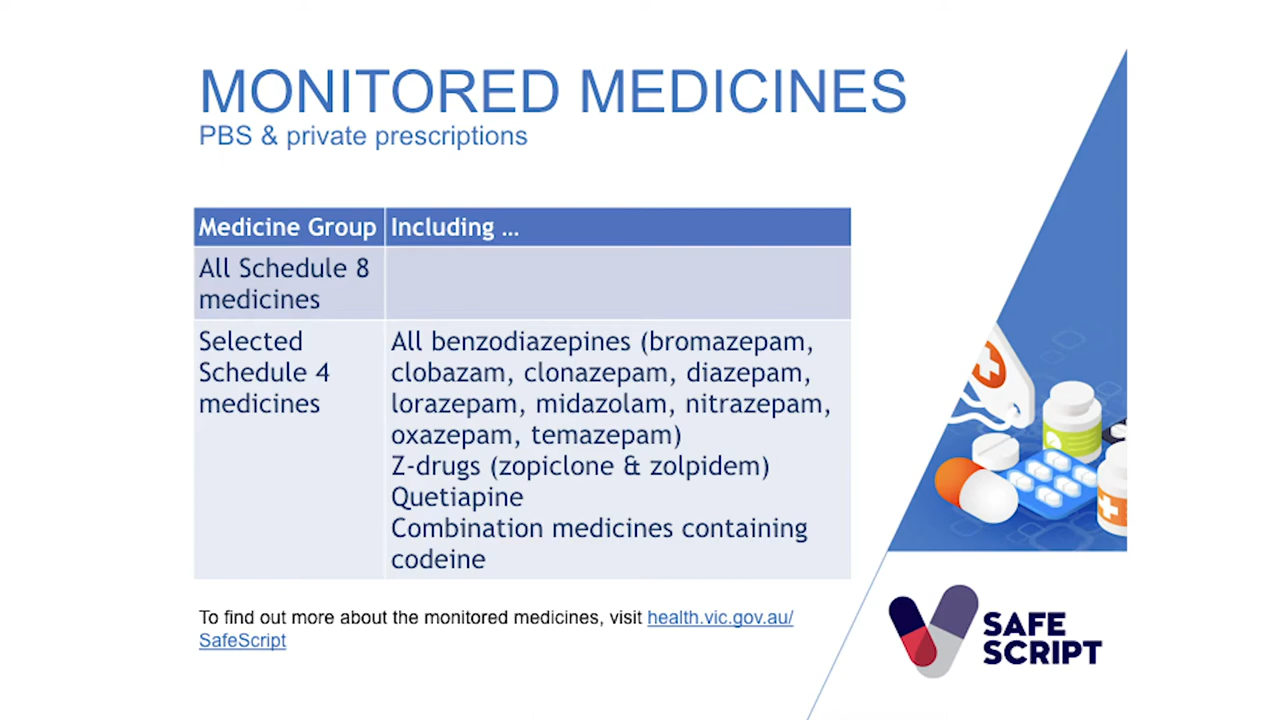 MONITORED MEDICINES
PBS & private prescriptions
Medicine Group
Including ...
All Schedule 8
medicines
Selected
Schedule 4
medicines
All benzodiazepines (bromazepam,
clobazam, clonazepam, diazepam,
lorazepam, midazolam, nitrazepam,
oxazepam, temazepam)
Z-drugs (zopiclone & zolpidem)
Quetiapine
Combination medicines containing
codeine
To find out more about the monitored medicines, visit health.vic.gov.au/
SafeScript
SAFE
SCRIPT